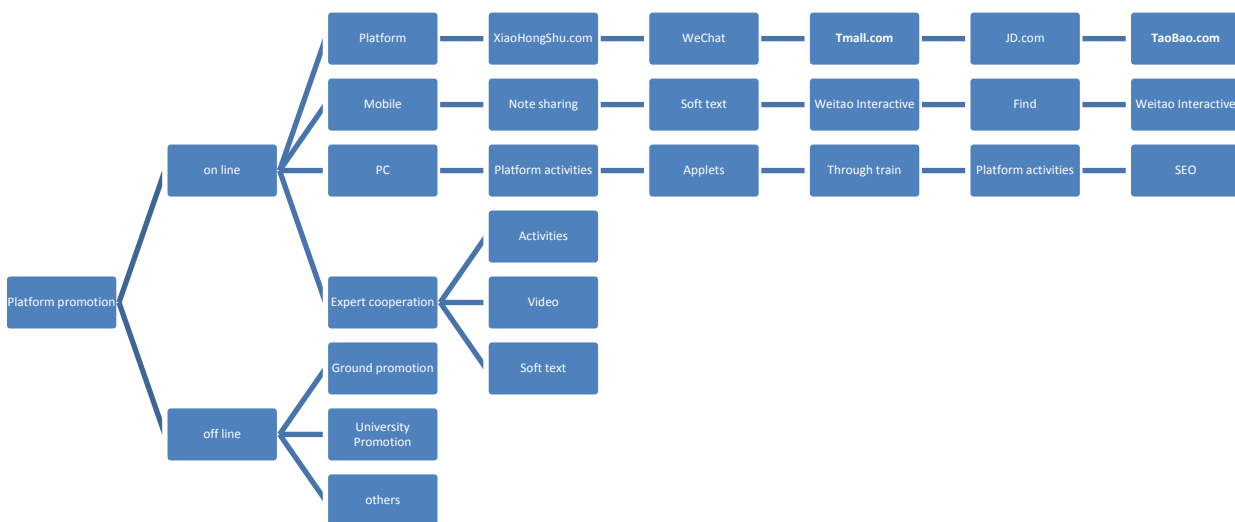 Platform
XiaoHongShu.com
WeChat
Tmall.com
JD.com
TaoBao.com
Mobile
Note sharing
Soft text
Weitao Interactive
Find
Weitao Interactive
on line
PC
Platform activities
Applets
Through train
Platform activities
SEO
Activities
Platform promotion
Expert cooperation
Video
Ground promotion
Soft text
off line
University
Promotion
others